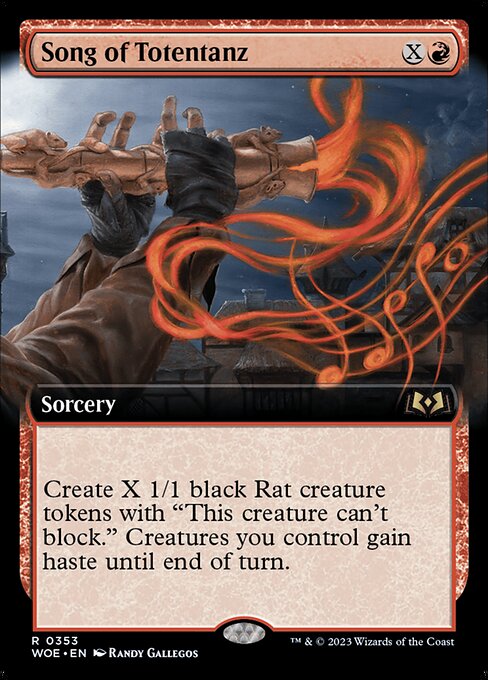 Song of Totentanz X
Sorcery
Create X 1/1 black Rat creature
tokens with “This creature can’t
block.” Creatures you control gain
haste until end of turn.
R 0353
WOE • EN Randy Gallegos
™ & © 2023 Wizards of the Coast